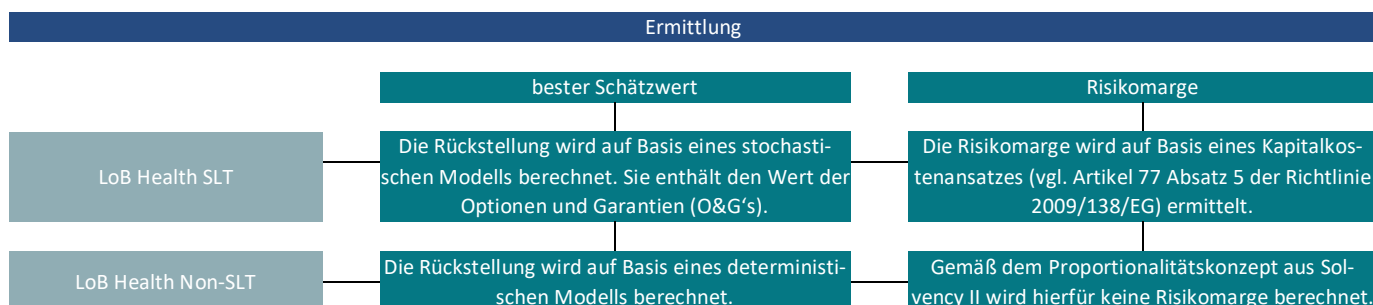 Ermittlung
bester Schätzwert
Risikomarge
LoB Health SLT
Die Rückstellung wird auf Basis eines stochasti-
schen Modells berechnet. Sie enthält den Wert der
Optionen und Garantien (O&G‘s).
Die Risikomarge wird auf Basis eines Kapitalkos-
tenansatzes (vgl. Artikel 77 Absatz 5 der Richtlinie
2009/138/EG) ermittelt.
LoB Health Non-SLT
Die Rückstellung wird auf Basis eines deterministi-
schen Modells berechnet.
Gemäß dem Proportionalitätskonzept aus Sol-
vency II wird hierfür keine Risikomarge berechnet.